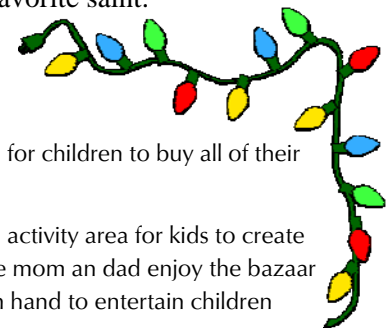 favorite saint.
for children to buy all of their
activity area for kids to create
mom an dad enjoy the bazaar
hand to entertain children